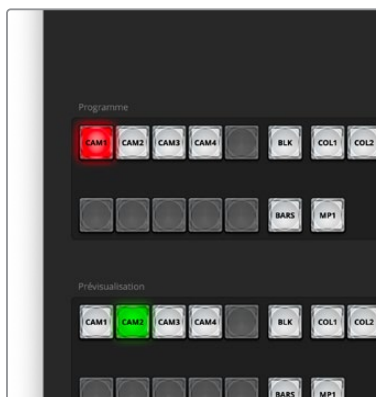 Programme
CAM1 CAM2 CAM3 CAM4 BLK COL1 COL2
BARS MP1
Prévisualisation
CAM1 CAM2 CAM3 CAM4 BLK COL1 COL2
BARS MP1